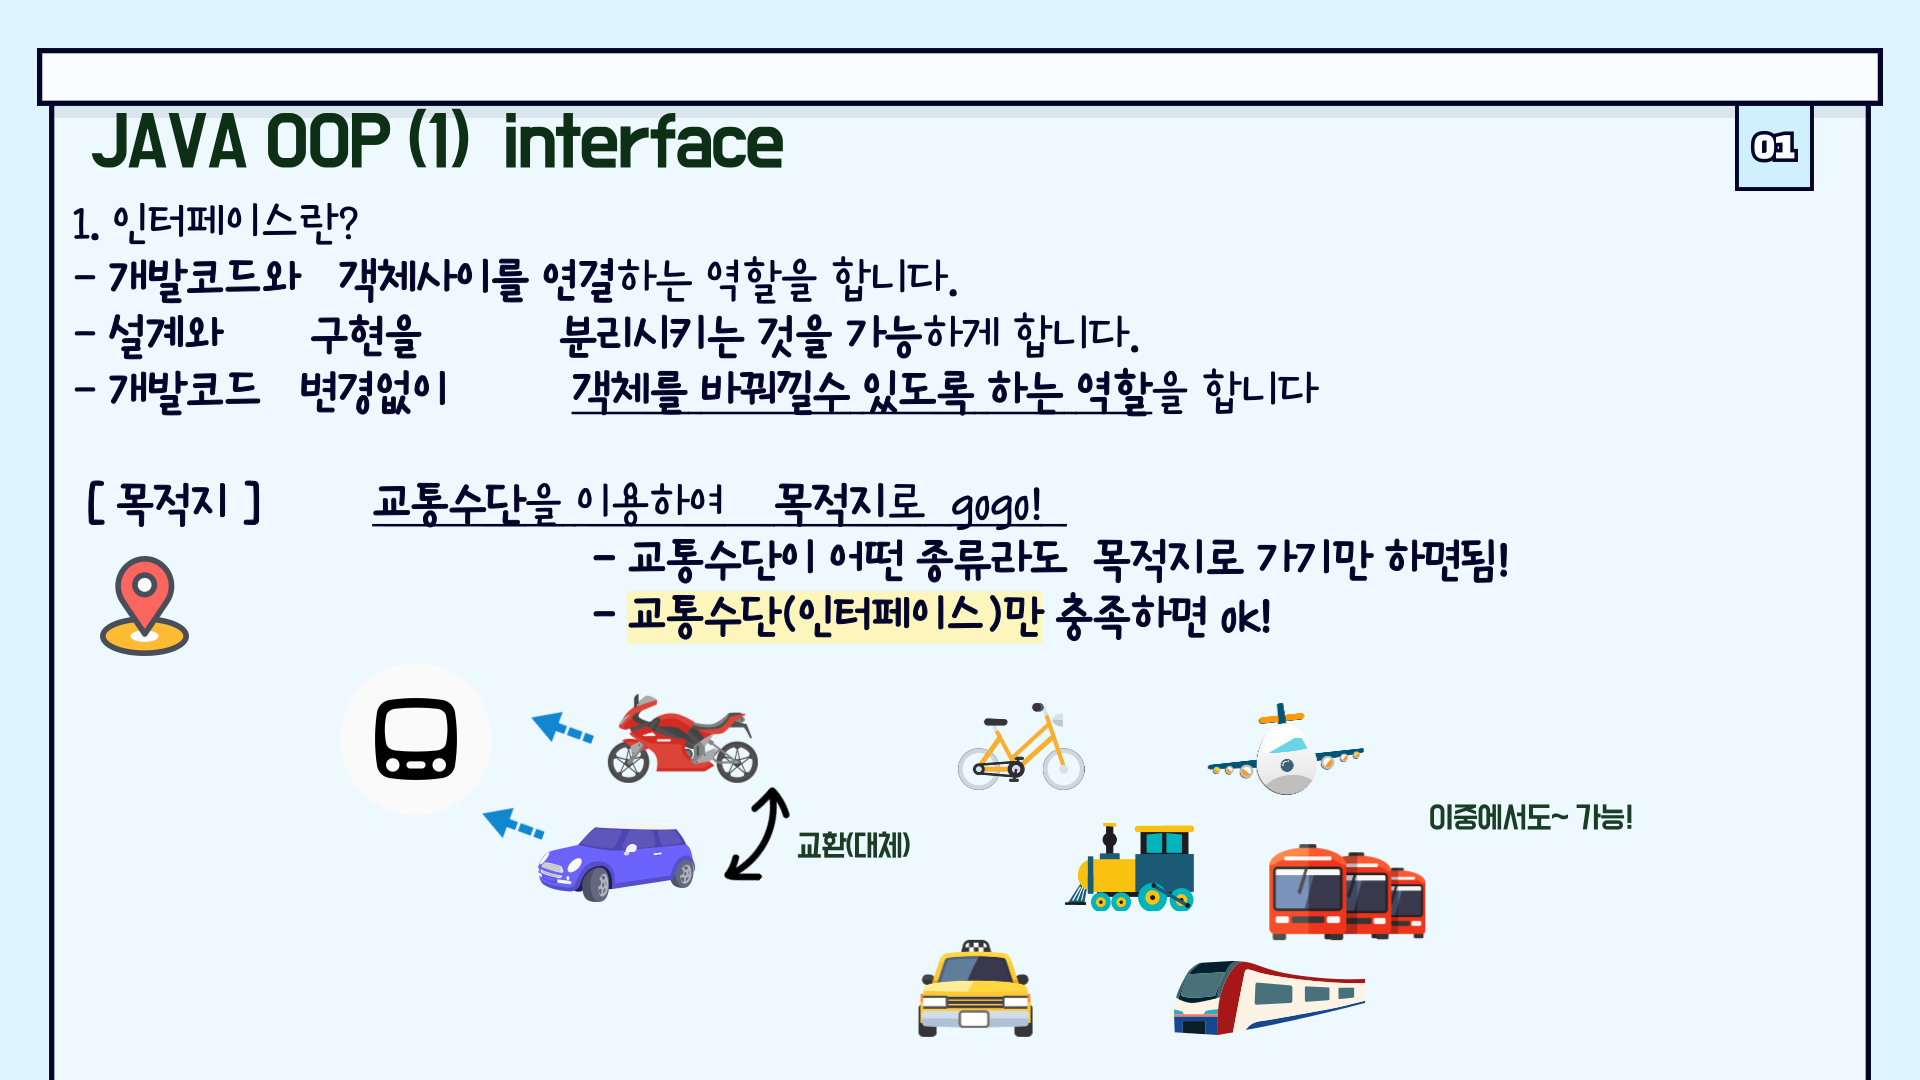 JAVA OOP (1) interface
01
1. 인터페이스란?
- 개발코드와 객체사이를 연결하는 역할을 합니다.
- 설계와 구현을 분리시키는 것을 가능하게 합니다.
- 개발코드 변경없이 객체를 바꿔낄수 있도록 하는 역할을 합니다
[ 목적지 ] 교통수단을 이용하여 목적지로 gogo!
- 교통수단이 어떤 종류라도 목적지로 가기만 하면됨!
- 교통수단(인터페이스)만 충족하면 ok!
이중에서도~ 가능!
교환(대체)